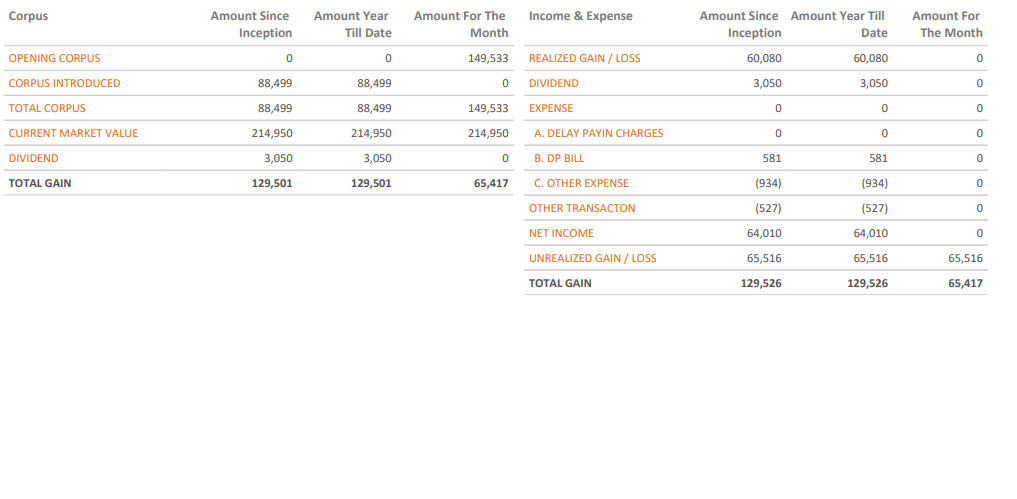 Corpus Amount Since Inception Amount Year Till Date Amount For The Month
OPENING CORPUS 0 0 149,533
CORPUS INTRODUCED 88,499 88,499 0
TOTAL CORPUS 88,499 88,499 149,533
CURRENT MARKET VALUE 214,950 214,950 214,950
DIVIDEND 3,050 3,050 0
TOTAL GAIN 129,501 129,501 65,417
Income & Expense Amount Since Inception Amount Year Till Date Amount For The Month
REALIZED GAIN / LOSS 60,080 60,080 0
DIVIDEND 3,050 3,050 0
EXPENSE 0 0 0
A. DELAY PAYIN CHARGES 0 0 0
B. DP BILL 581 581 0
C. OTHER EXPENSE (934) (934) 0
OTHER TRANSACTON (527) (527) 0
NET INCOME 64,010 64,010 0
UNREALIZED GAIN / LOSS 65,516 65,516 65,516
TOTAL GAIN 129,526 129,526 65,417